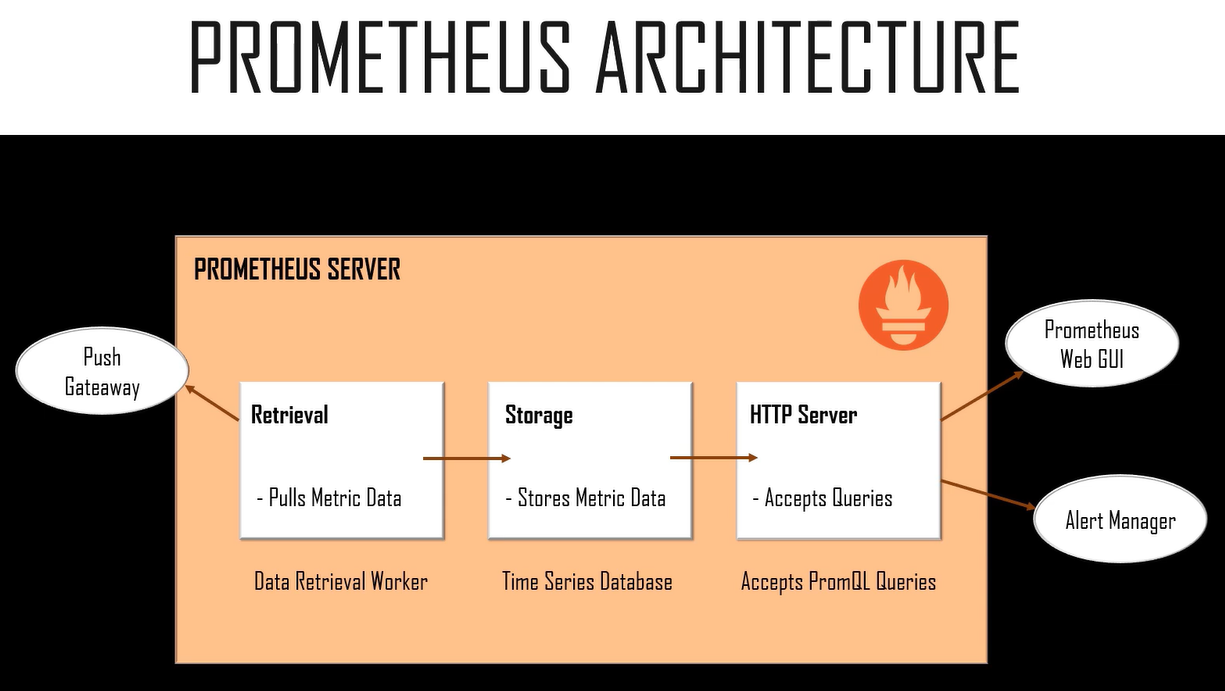 PROMETHEUS ARCHITECTURE
PROMETHEUS SERVER
Push
Gateaway
Retrieval
- Pulls Metric Data
Data Retrieval Worker
Storage
- Stores Metric Data
Time Series Database
HTTP Server
- Accepts Queries
Accepts PromQL Queries
Prometheus
Web GUI
Alert Manager